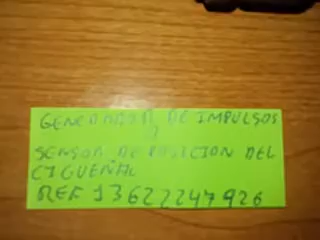 GENERADOR DE IMPULSOS
O
SENSOR DE POSICION DEL
CIGUEÑAL
REF 13622247926